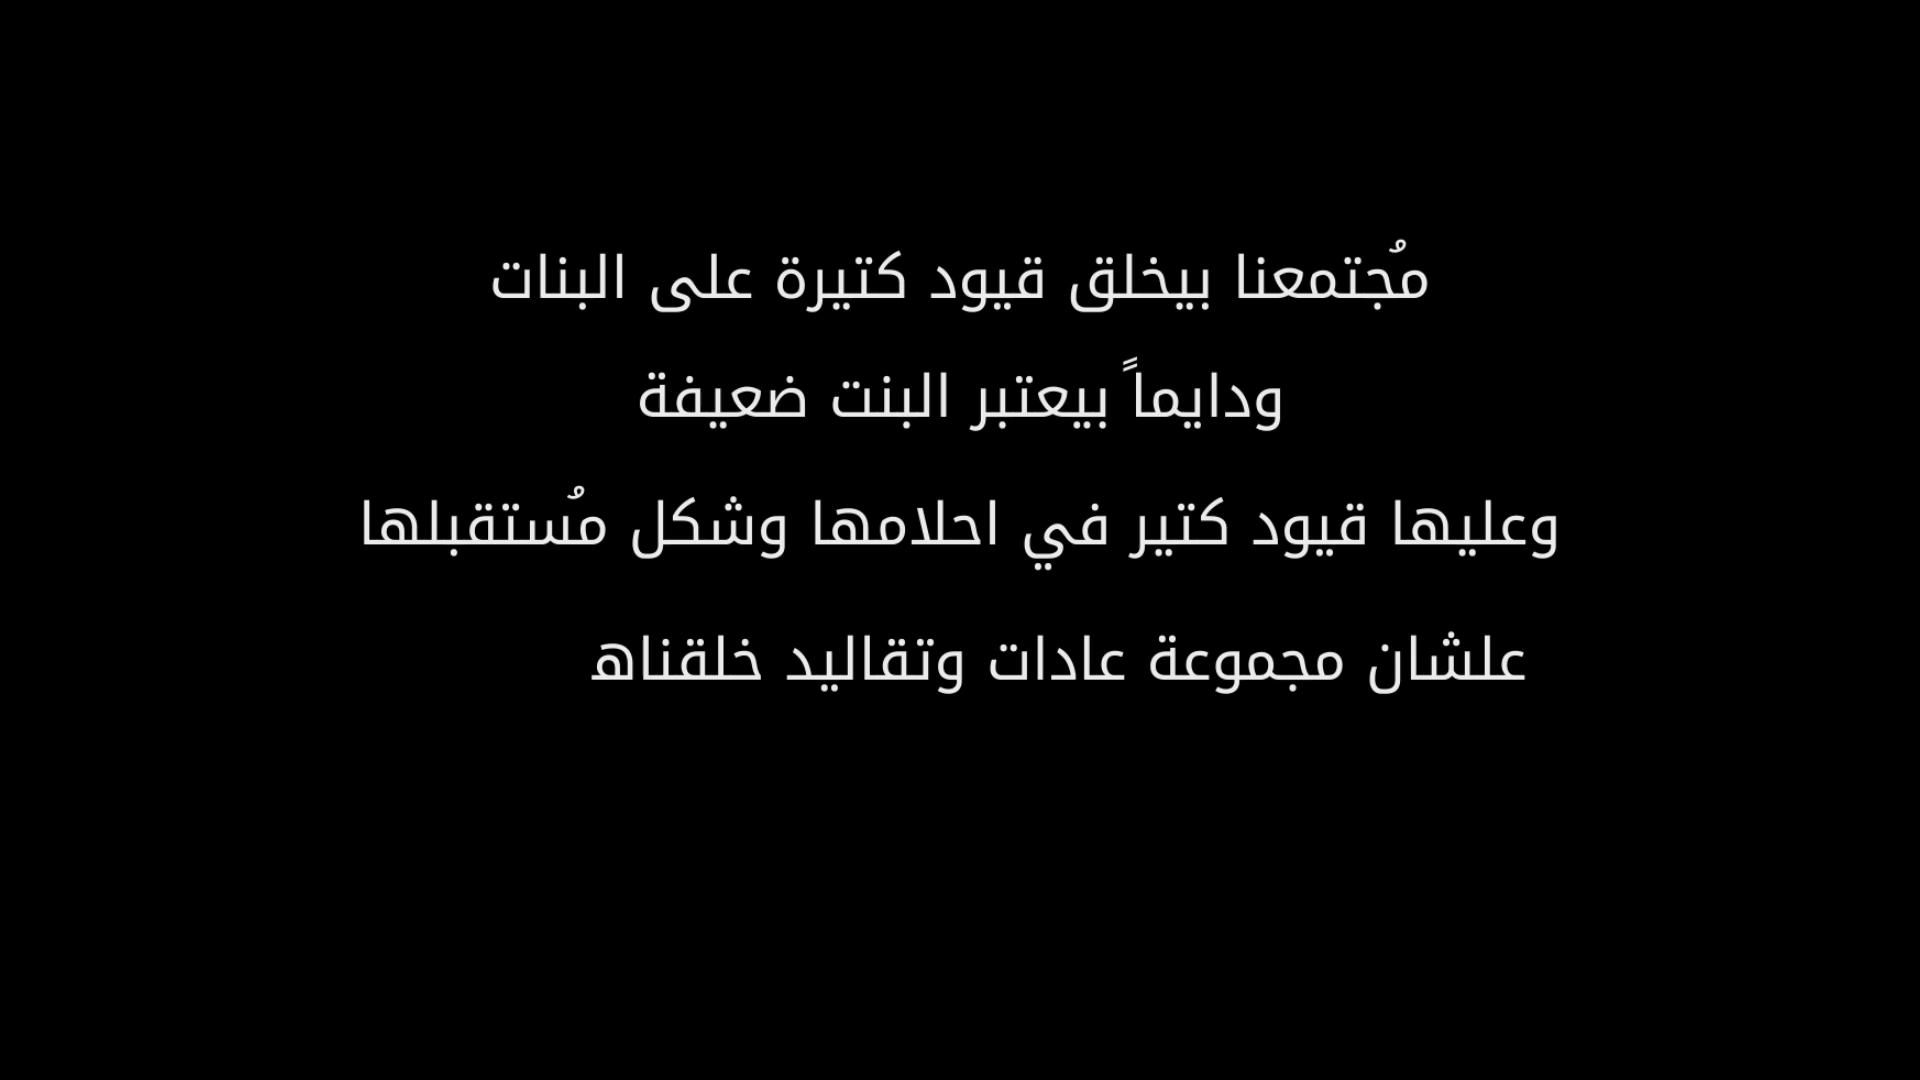 مُجتمعنا بيخلق قيود كتيرة على البنات
ودايماً بيعتبر البنت ضعيفة
وعليها قيود كتير في احلامها وشكل مُستقبلها
علشان مجموعة عادات وتقاليد خلقناه